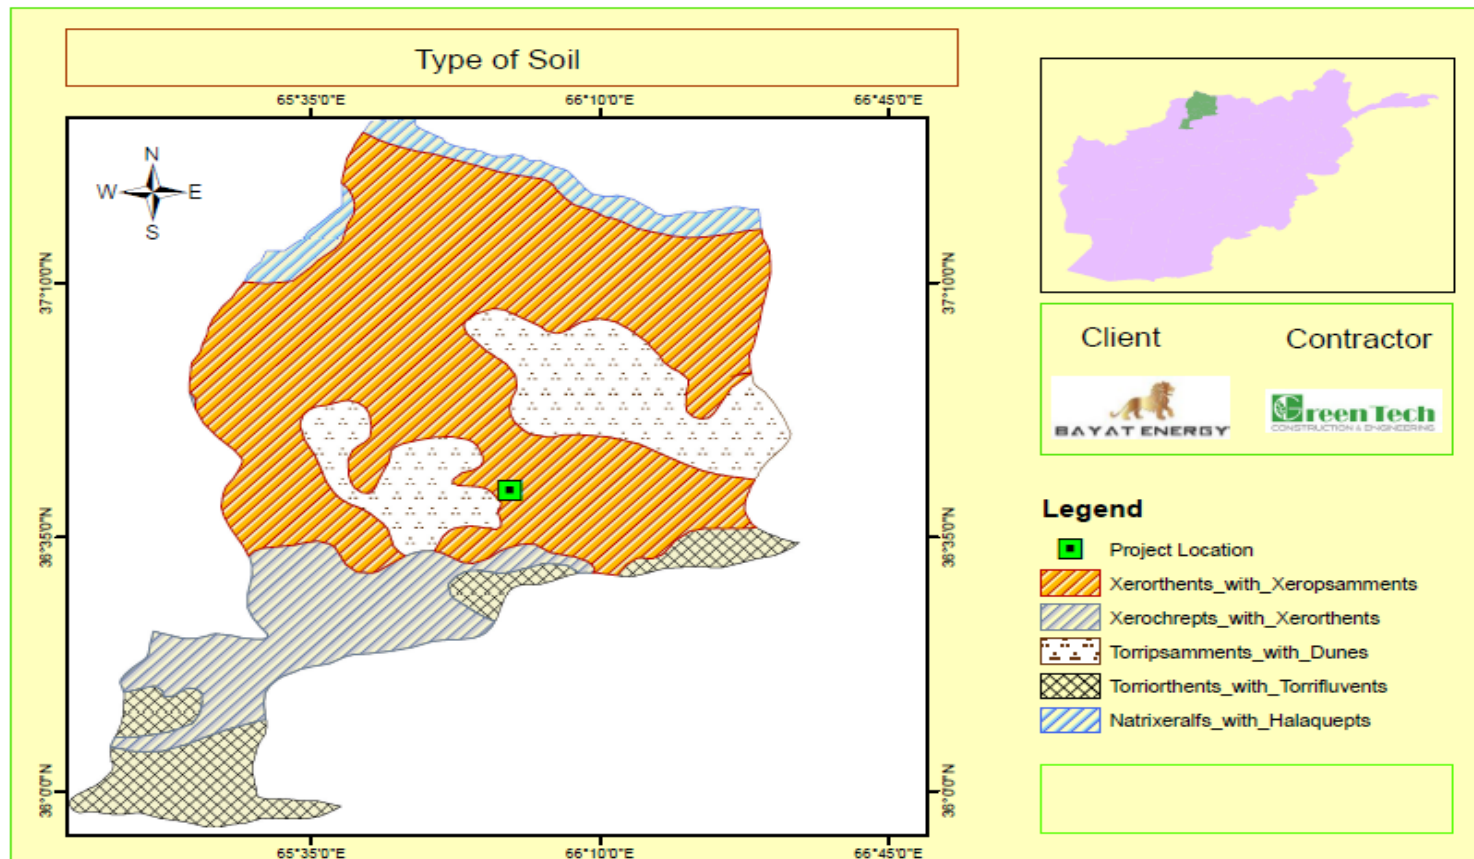 Type of Soil
65°35'0"E 66°10'0"E 66°45'0"E
N
W E
S
37°10'0"N 37°10'0"N
36°35'0"N 36°35'0"N
36°0'0"N 36°0'0"N
65°35'0"E 66°10'0"E 66°45'0"E
Client Contractor
BAYAT ENERGY
GreenTech
CONSTRUCTION & ENGINEERING
Legend
Project Location
Xerorthents_with_Xeropsamments
Xerochrepts_with_Xerorthents
Torripsamments_with_Dunes
Torriorthents_with_Torrifluvents
Natrixeralfs_with_Halaquepts